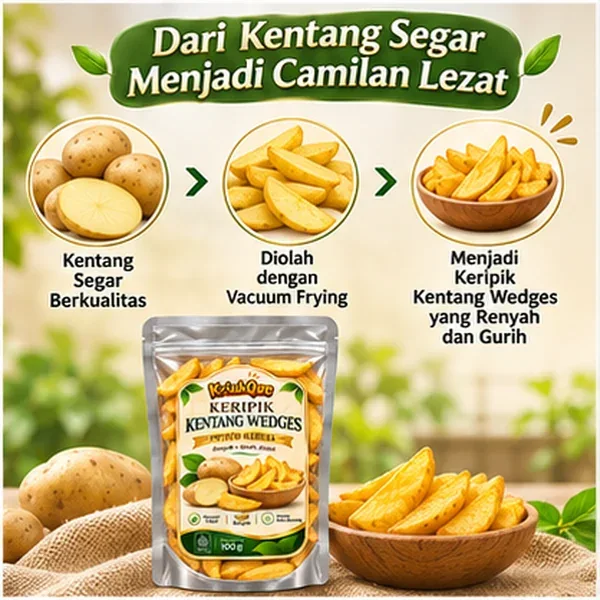 Dari Kentang Segar
Menjadi Camilan Lezat
Kentang
Segar
Berkualitas
Diolah
dengan
Vacuum Frying
Menjadi
Keripik
Kentang Wedges
yang Renyah
dan Gurih
KERIPIK
KENTANG WEDGES
100 g